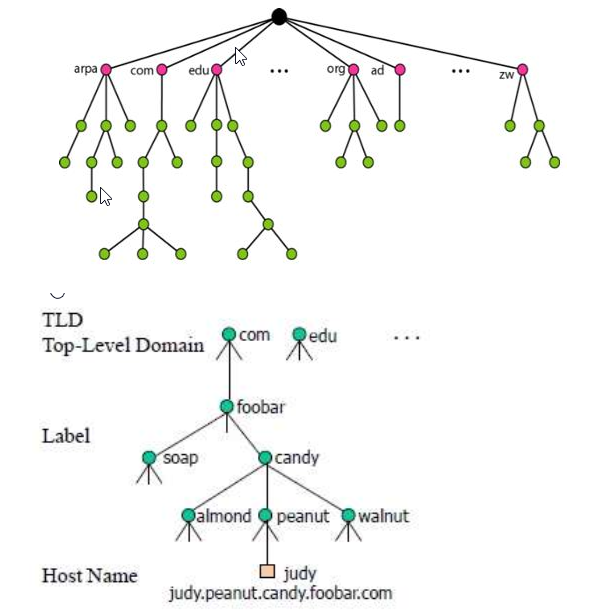 arpa com edu ... org ad ... zw
TLD
Top-Level Domain com edu ...
foobar
Label
soap candy
almond peanut walnut
Host Name judy
judy.peanut.candy.foobar.com